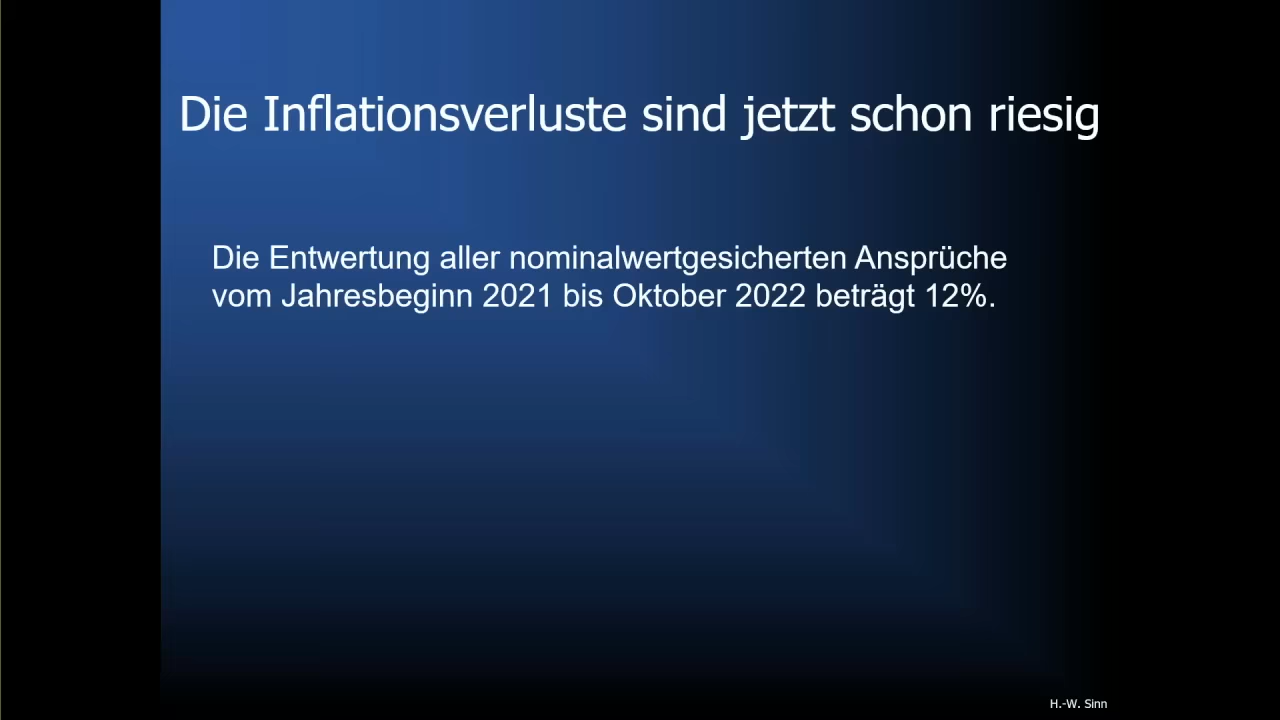 Die Inflationsverluste sind jetzt schon riesig
Die Entwertung aller nominalwertgesicherten Ansprüche
vom Jahresbeginn 2021 bis Oktober 2022 beträgt 12%.
H.-W. Sinn